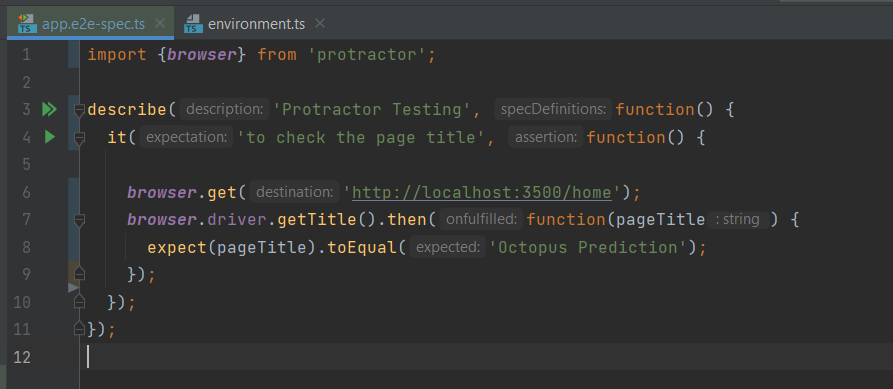 app.e2e-spec.ts environment.ts
1 import {browser} from 'protractor';
2
3 describe( description: 'Protractor Testing', specDefinitions: function() {
4 it( expectation: 'to check the page title', assertion: function() {
5
6 browser.get( destination: 'http://localhost:3500/home');
7 browser.driver.getTitle().then( onfulfilled: function(pageTitle : string ) {
8 expect(pageTitle).toEqual( expected: 'Octopus Prediction');
9 });
10 });
11 });
12